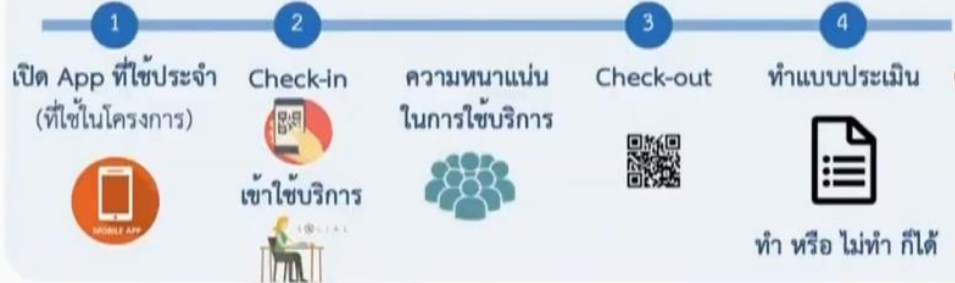 1
เปิด App ที่ใช้ประจำ
(ที่ใช้ในโครงการ)
MOBILE APP
2
Check-in
เข้าใช้บริการ
SOCIAL
ความหนาแน่น
ในการใช้บริการ
3
Check-out
4
ทำแบบประเมิน
ทำ หรือ ไม่ทำ ก็ได้